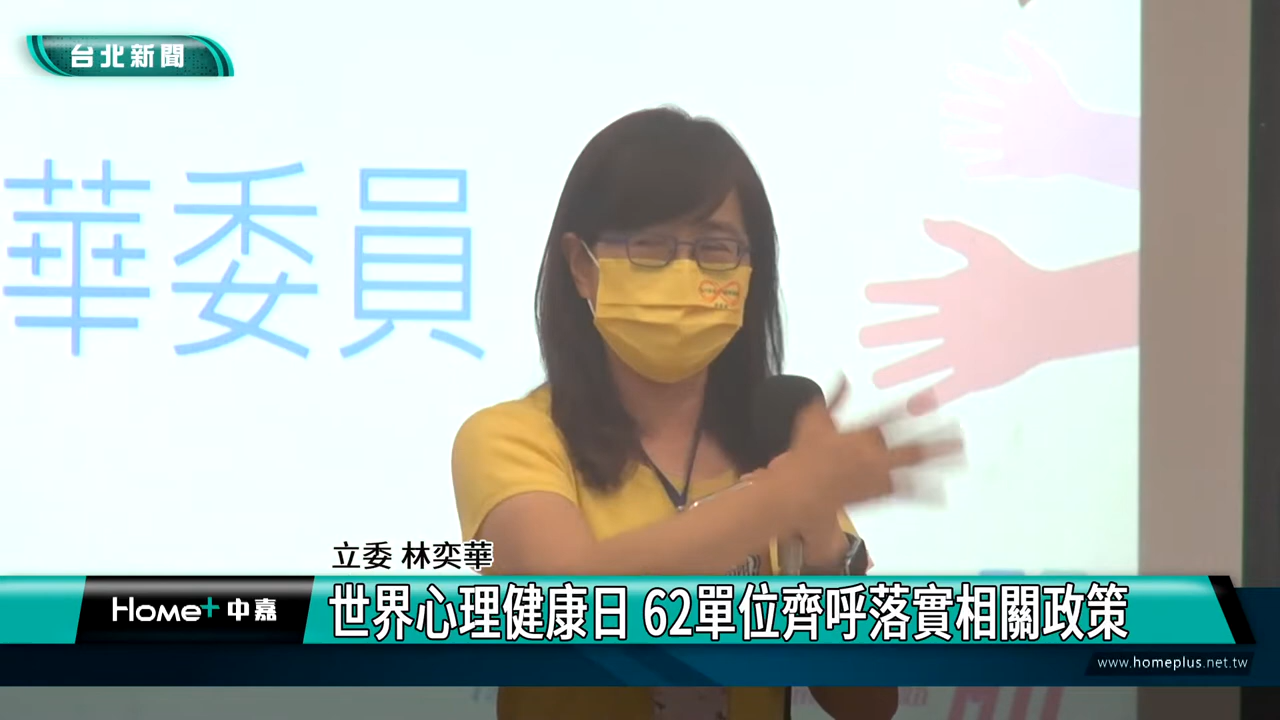 台北新聞
華委員
立委 林奕華
Home+中嘉
世界心理健康日 62單位齊呼落實相關政策
www.homeplus.net.tw